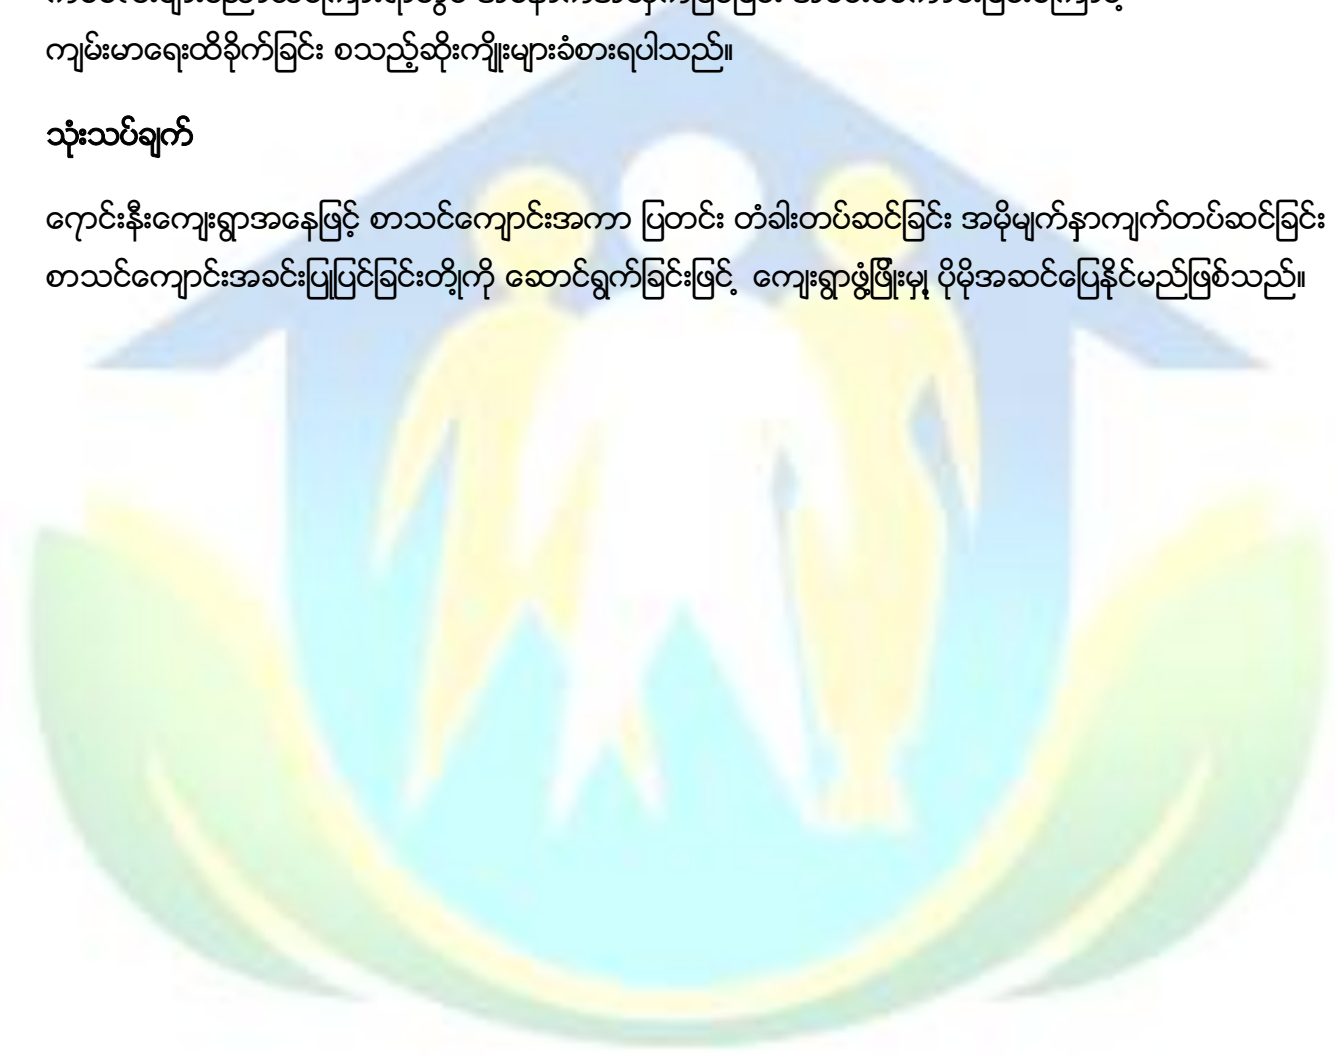 ကျမ်းမာရေးထိခိုက်ခြင်း စသည့်ဆိုးကျိုးများခံစားရပါသည်။
သုံးသပ်ချက်
ရှောင်းနီးကျေးရွာအနေဖြင့် စာသင်ကျောင်းအကာ ပြတင်း တံခါးတပ်ဆင်ခြင်း အမိုမျက်နှာကျက်တပ်ဆင်ခြင်း
စာသင်ကျောင်းအခင်းပြုပြင်ခြင်းတို့ကို ဆောင်ရွက်ခြင်းဖြင့် ကျေးရွာဖွံ့ဖြိုးမှု ပိုမိုအဆင်ပြေနိုင်မည်ဖြစ်သည်။